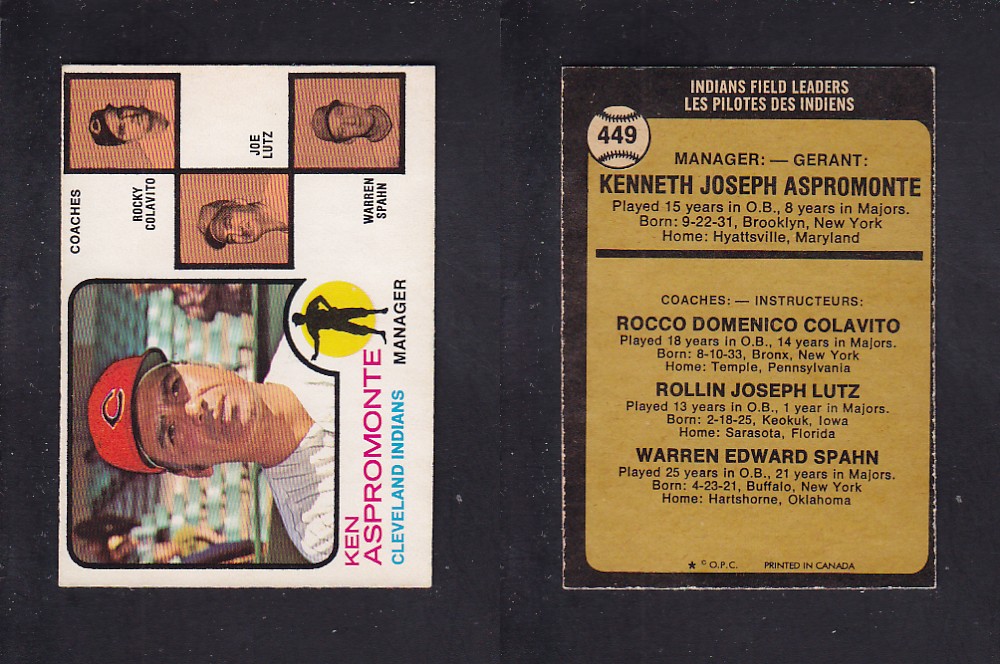 COACHES
ROCKY
COLAVITO
JOE
LUTZ
WARREN
SPAHN
C
KEN
ASPROMONTE
MANAGER
CLEVELAND INDIANS
INDIANS FIELD LEADERS
LES PILOTES DES INDIENS
449
MANAGER: — GERANT:
KENNETH JOSEPH ASPROMONTE
Played 15 years in O.B., 8 years in Majors.
Born: 9-22-31, Brooklyn, New York
Home: Hyattsville, Maryland
COACHES: — INSTRUCTEURS:
ROCCO DOMENICO COLAVITO
Played 18 years in O.B., 14 years in Majors.
Born: 8-10-33, Bronx, New York
Home: Temple, Pennsylvania
ROLLIN JOSEPH LUTZ
Played 13 years in O.B., 1 year in Majors.
Born: 2-18-25, Keokuk, Iowa
Home: Sarasota, Florida
WARREN EDWARD SPAHN
Played 25 years in O.B., 21 years in Majors.
Born: 4-23-21, Buffalo, New York
Home: Hartshorne, Oklahoma
★ © O.P.C. PRINTED IN CANADA